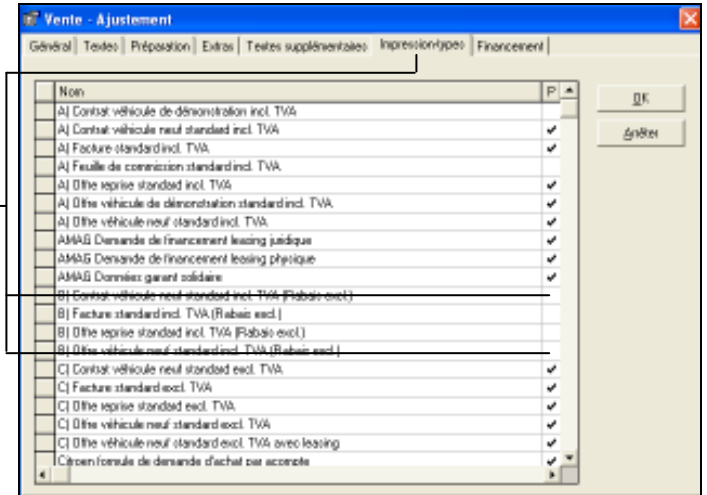 Vente - Ajustement
Général Textes Préparation Extras Textes supplémentaires Impression-types Financement
Nom P
OK
Arrêter
A) Contrat véhicule de démonstration incl. TVA
A) Contrat véhicule neuf standard incl. TVA
A) Facture standard incl. TVA
A) Feuille de commission standard incl. TVA
A) Offre reprise standard incl. TVA
A) Offre véhicule de démonstration standard incl. TVA
A) Offre véhicule neuf standard incl. TVA
AMAG Demande de financement leasing juridique
AMAG Demande de financement leasing physique
AMAG Données garant solidaire
B) Contrat véhicule neuf standard incl. TVA (Rabais excl.)
B) Facture standard incl. TVA (Rabais excl.)
B) Offre reprise standard incl. TVA (Rabais excl.)
B) Offre véhicule neuf standard incl. TVA (Rabais excl.)
C) Contrat véhicule neuf standard excl. TVA
C) Facture standard excl. TVA
C) Offre reprise standard excl. TVA
C) Offre véhicule neuf standard excl. TVA
C) Offre véhicule neuf standard excl. TVA avec leasing
Citroen formule de demande d'achat par acompte